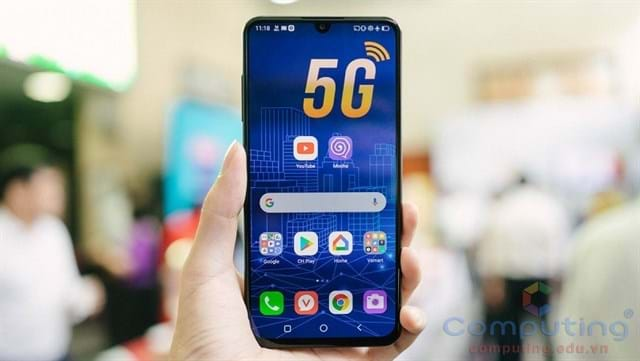 11:18
5G
YouTube
Mocha
G
Google
CH Play
Home
Vsmart
V
Computing
computing.edu.vn